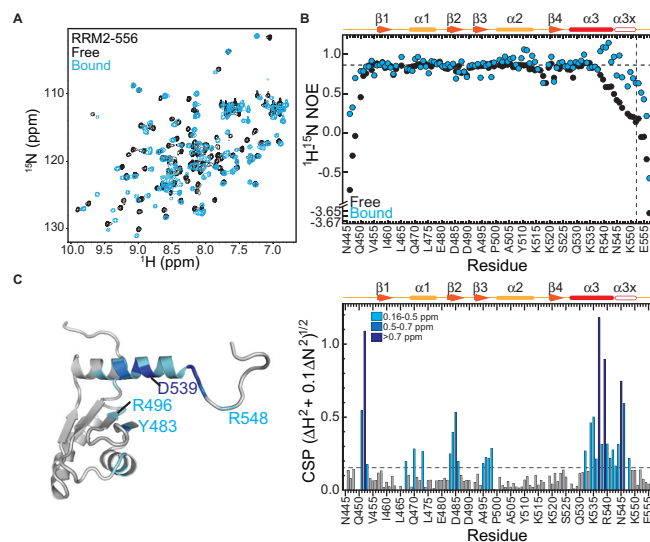 A
RRM2-556
Free
Bound
110
120
130
¹⁵N (ppm)
10.0 9.5 9.0 8.5 8.0 7.5 7.0
¹H (ppm)
B
β1 α1 β2 β3 α2 β4 α3 α3x
1.0
0.5
0.0
-0.5
-3.65
-3.67
¹H-¹⁵N NOE
Free
Bound
N445 Q450 V455 I460 L465 Q470 L475 E480 D485 D490 A495 P500 A505 Y510 K515 K520 S525 Q530 K535 R540 N545 K550 E555
Residue
C
D539
R496
Y483
R548
β1 α1 β2 β3 α2 β4 α3 α3x
0.16-0.5 ppm
0.5-0.7 ppm
>0.7 ppm
1.0
0.5
0.0
CSP (ΔH² + 0.1ΔN²)¹/²
N445 Q450 V455 I460 L465 Q470 L475 E480 D485 D490 A495 P500 A505 Y510 K515 K520 S525 Q530 K535 R540 N545 K550 E555
Residue